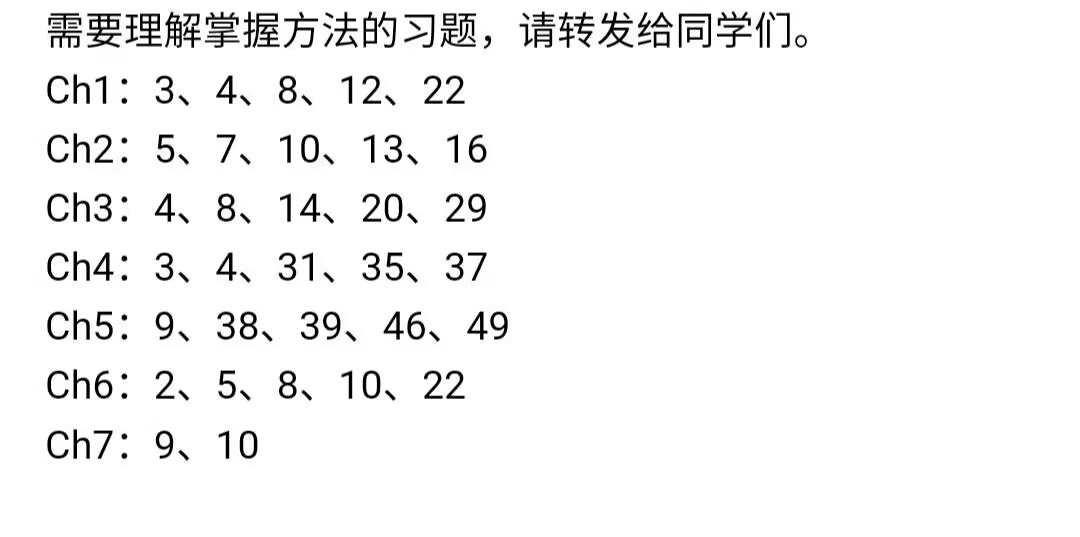 需要理解掌握方法的习题，请转发给同学们。
Ch1：3、4、8、12、22
Ch2：5、7、10、13、16
Ch3：4、8、14、20、29
Ch4：3、4、31、35、37
Ch5：9、38、39、46、49
Ch6：2、5、8、10、22
Ch7：9、10